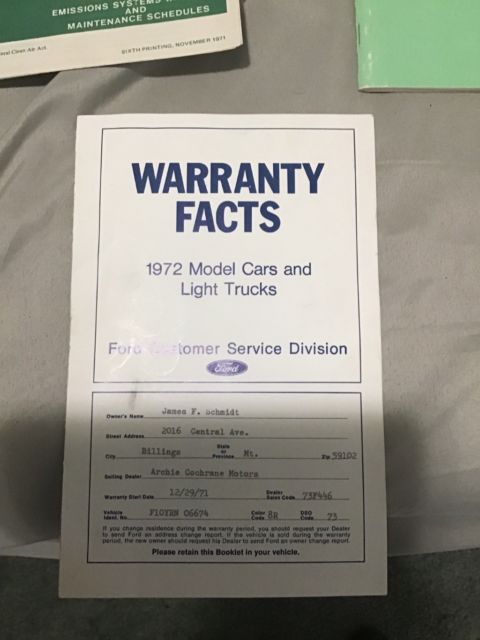 EMISSIONS SYSTEMS
AND
MAINTENANCE SCHEDULES
Clean Air Act
SIXTH PRINTING, NOVEMBER 1971
WARRANTY
FACTS
1972 Model Cars and
Light Trucks
Ford Customer Service Division
Ford
Owner's Name James F. Schmidt
Street Address 2016 Central Ave.
City Billings State or Province Mt. Zip 59102
Selling Dealer Archie Cochrane Motors
Warranty Start Date 12/29/71 Dealer Sales Code 73F446
Vehicle Ident. No. F10YRN 06674 Color Code 8R DSO Code 73
If you change residence during the warranty period, you should request your Dealer
to send Ford an address change report. If the vehicle is sold during the warranty
period, the new owner should request his Dealer to send Ford an owner change report.
Please retain this Booklet in your vehicle.